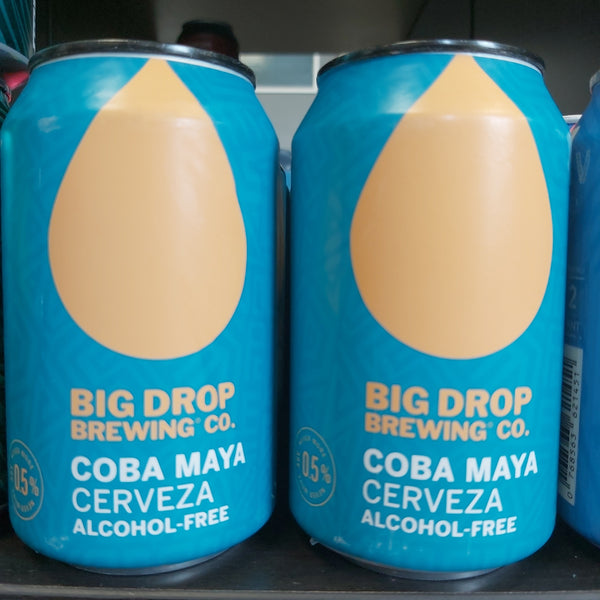 BIG DROP
BREWING® CO.
COBA MAYA
CERVEZA
ALCOHOL-FREE
0.5%
BIG DROP
BREWING® CO.
COBA MAYA
CERVEZA
ALCOHOL-FREE
0.5%